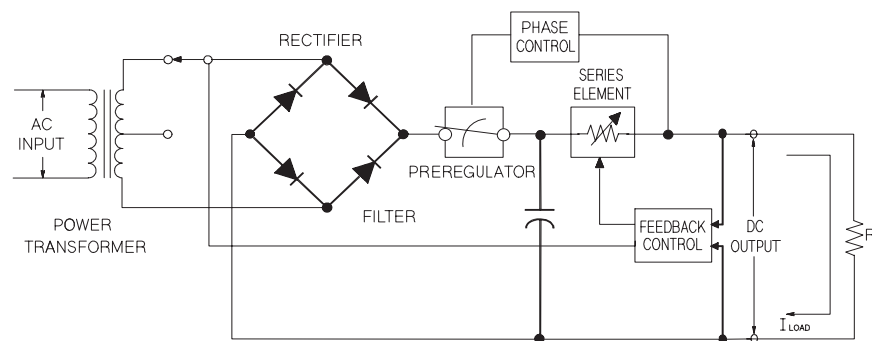 PHASE
CONTROL
RECTIFIER
SERIES
ELEMENT
AC
INPUT
PREREGULATOR
FILTER
POWER
TRANSFORMER
FEEDBACK
CONTROL
DC
OUTPUT
R
I LOAD